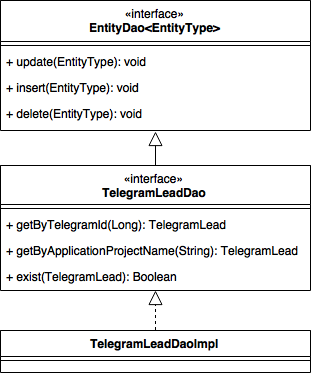 «interface»
EntityDao<EntityType>
+ update(EntityType): void
+ insert(EntityType): void
+ delete(EntityType): void
«interface»
TelegramLeadDao
+ getByTelegramId(Long): TelegramLead
+ getByApplicationProjectName(String): TelegramLead
+ exist(TelegramLead): Boolean
TelegramLeadDaoImpl